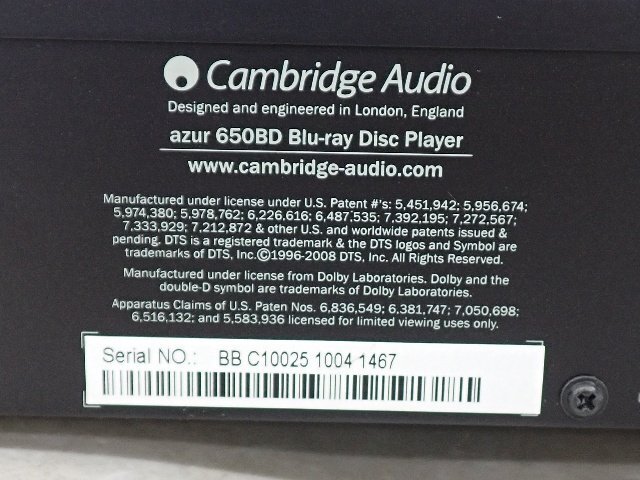 Cambridge Audio
Designed and engineered in London, England
azur 650BD Blu-ray Disc Player
www.cambridge-audio.com
Manufactured under license under U.S. Patent #'s: 5,451,942; 5,956,674;
5,974,380; 5,978,762; 6,226,616; 6,487,535; 7,392,195; 7,272,567;
7,333,929; 7,212,872 & other U.S. and worldwide patents issued &
pending. DTS is a registered trademark & the DTS logos and Symbol are
trademarks of DTS, Inc.©1996-2008 DTS, Inc. All Rights Reserved.
Manufactured under license from Dolby Laboratories. Dolby and the
double-D symbol are trademarks of Dolby Laboratories.
Apparatus Claims of U.S. Paten Nos. 6,836,549; 6,381,747; 7,050,698;
6,516,132; and 5,583,936 licensed for limited viewing uses only.
Serial NO.: BB C10025 1004 1467